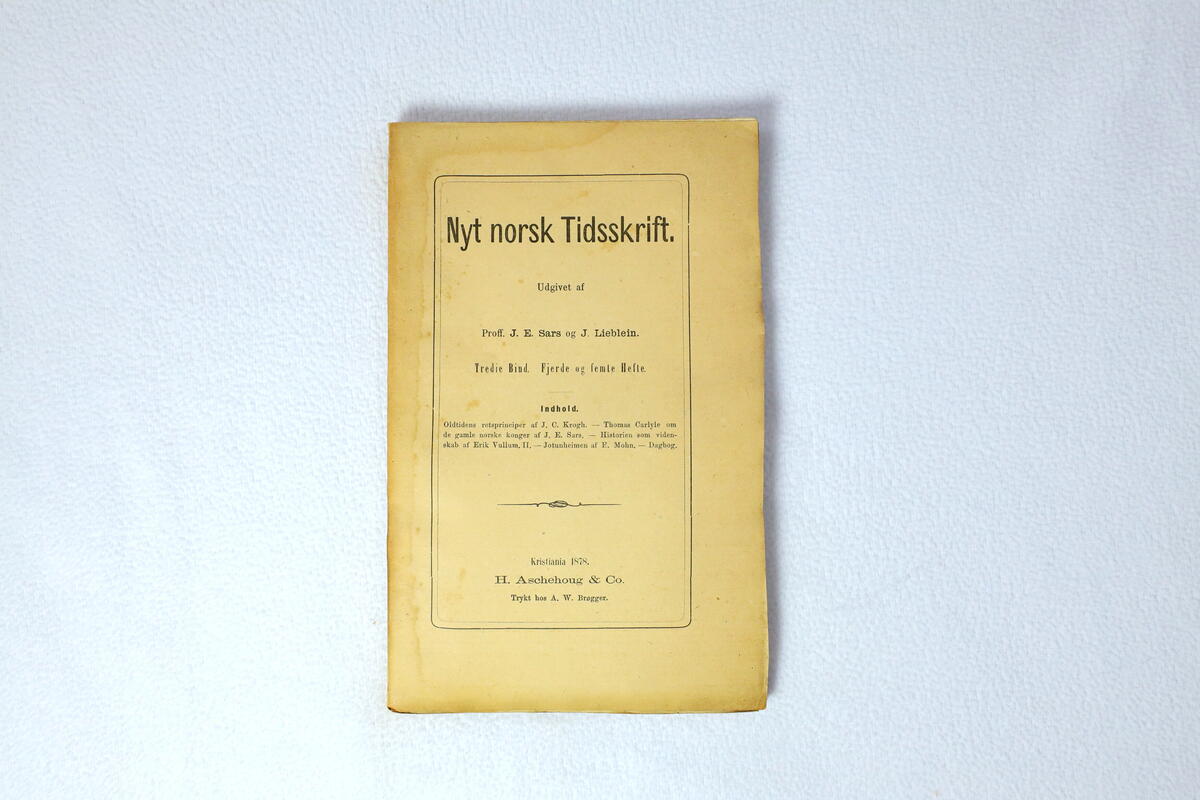 Nyt norsk Tidsskrift.
Udgivet af
Proff. J. E. Sars og J. Lieblein.
Tredie Bind. Fjerde og femte Hefte.
Indhold.
Oldtidens retsprinciper af J. C. Krogh. — Thomas Carlyle om
de gamle norske konger af J. E. Sars. — Historien som viden-
skab af Erik Vullum, II. — Jotunheimen af E. Mohn. — Dagbog.
Kristiania 1878.
H. Aschehoug & Co.
Trykt hos A. W. Brøgger.